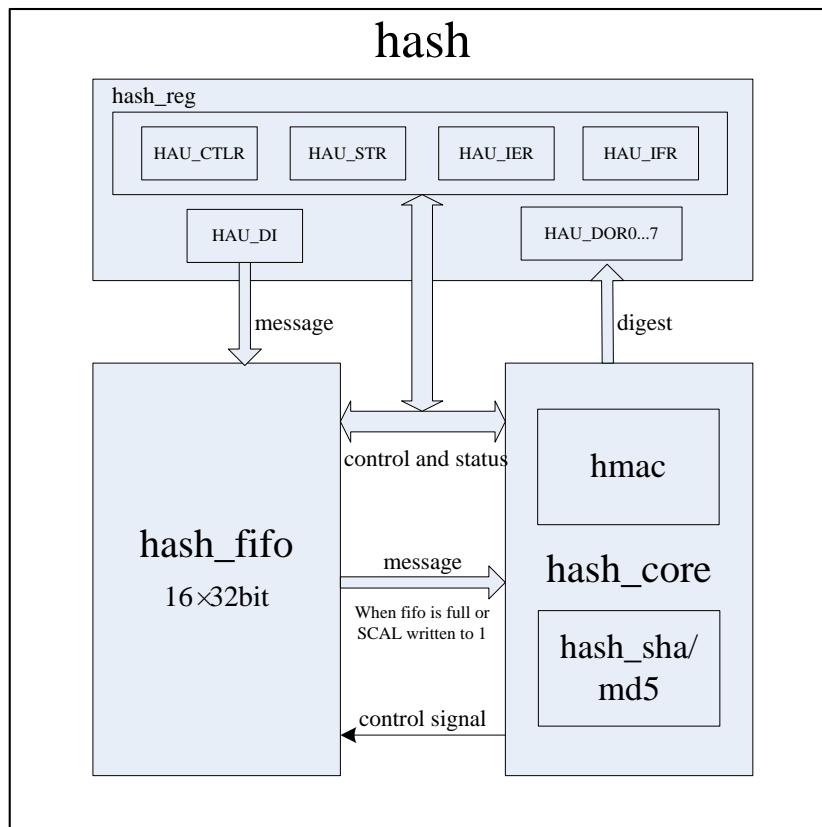 hash
hash_reg
HAU_CTLR
HAU_STR
HAU_IER
HAU_IFR
HAU_DI
HAU_DOR0...7
message
digest
control and status
hmac
hash_fifo
16×32bit
message
When fifo is full or
SCAL written to 1
hash_core
hash_sha/
md5
control signal